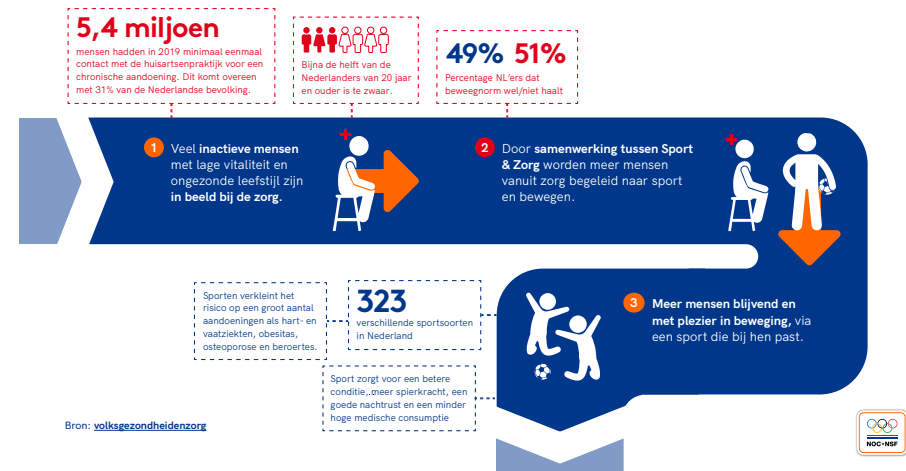 5,4 miljoen
mensen hadden in 2019 minimaal eenmaal
contact met de huisartsenpraktijk voor een
chronische aandoening. Dit komt overeen
met 31% van de Nederlandse bevolking.
Bijna de helft van de
Nederlanders van 20 jaar
en ouder is te zwaar.
49% 51%
Percentage NL'ers dat
beweegnorm wel/niet haalt
1 Veel inactieve mensen
met lage vitaliteit en
ongezonde leefstijl zijn
in beeld bij de zorg.
2 Door samenwerking tussen Sport
& Zorg worden meer mensen
vanuit zorg begeleid naar sport
en bewegen.
Sporten verkleint het
risico op een groot aantal
aandoeningen als hart- en
vaatziekten, obesitas,
osteoporose en beroertes.
323
verschillende sportsoorten
in Nederland
3 Meer mensen blijvend en
met plezier in beweging, via
een sport die bij hen past.
Sport zorgt voor een betere
conditie,.meer spierkracht, een
goede nachtrust en een minder
hoge medische consumptie
Bron: volksgezondheidenzorg
NOC*NSF